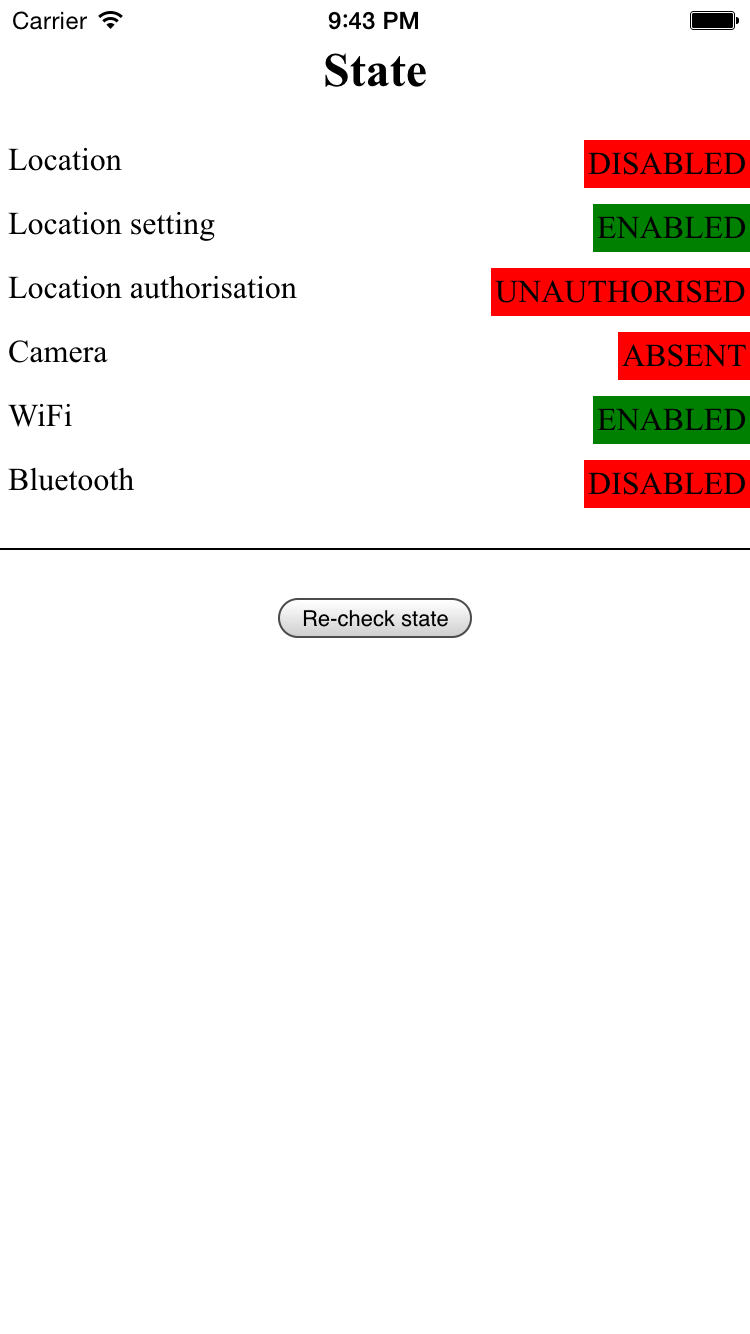 Carrier 9:43 PM
State
Location DISABLED
Location setting ENABLED
Location authorisation UNAUTHORISED
Camera ABSENT
WiFi ENABLED
Bluetooth DISABLED
Re-check state